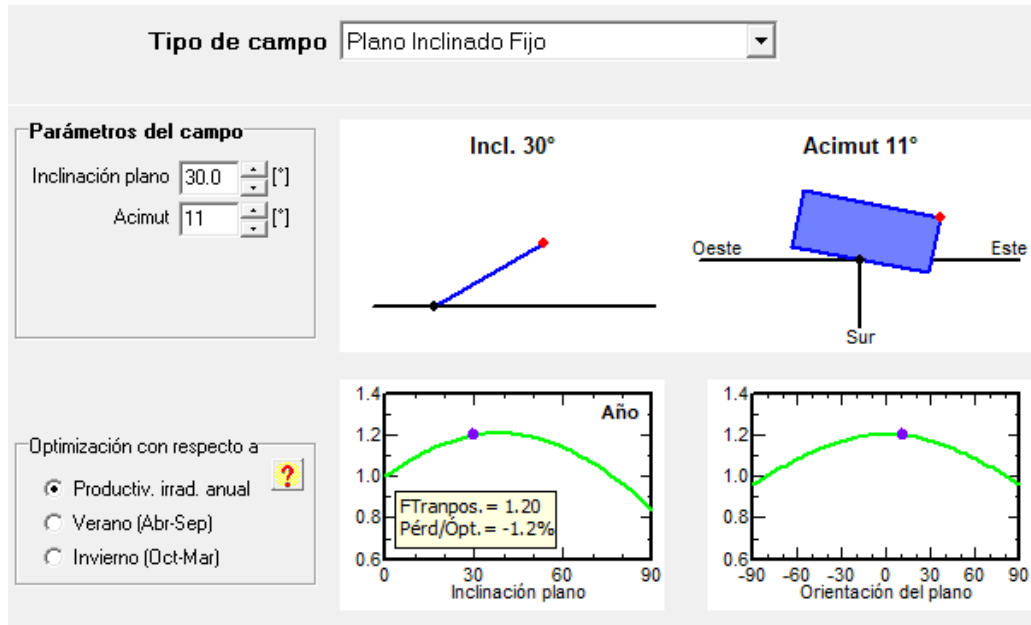 Tipo de campo Plano Inclinado Fijo
Parámetros del campo
Inclinación plano 30.0 [°]
Acimut 11 [°]
Incl. 30°
Acimut 11°
Oeste
Este
Sur
Optimización con respecto a
?
Productiv. irrad. anual
Verano (Abr-Sep)
Invierno (Oct-Mar)
Año
1.4
1.2
1.0
0.8
0.6
FTranpos.= 1.20
Pérd/Ópt.= -1.2%
0 30 60 90
Inclinación plano
1.4
1.2
1.0
0.8
0.6
-90 -60 -30 0 30 60 90
Orientación del plano